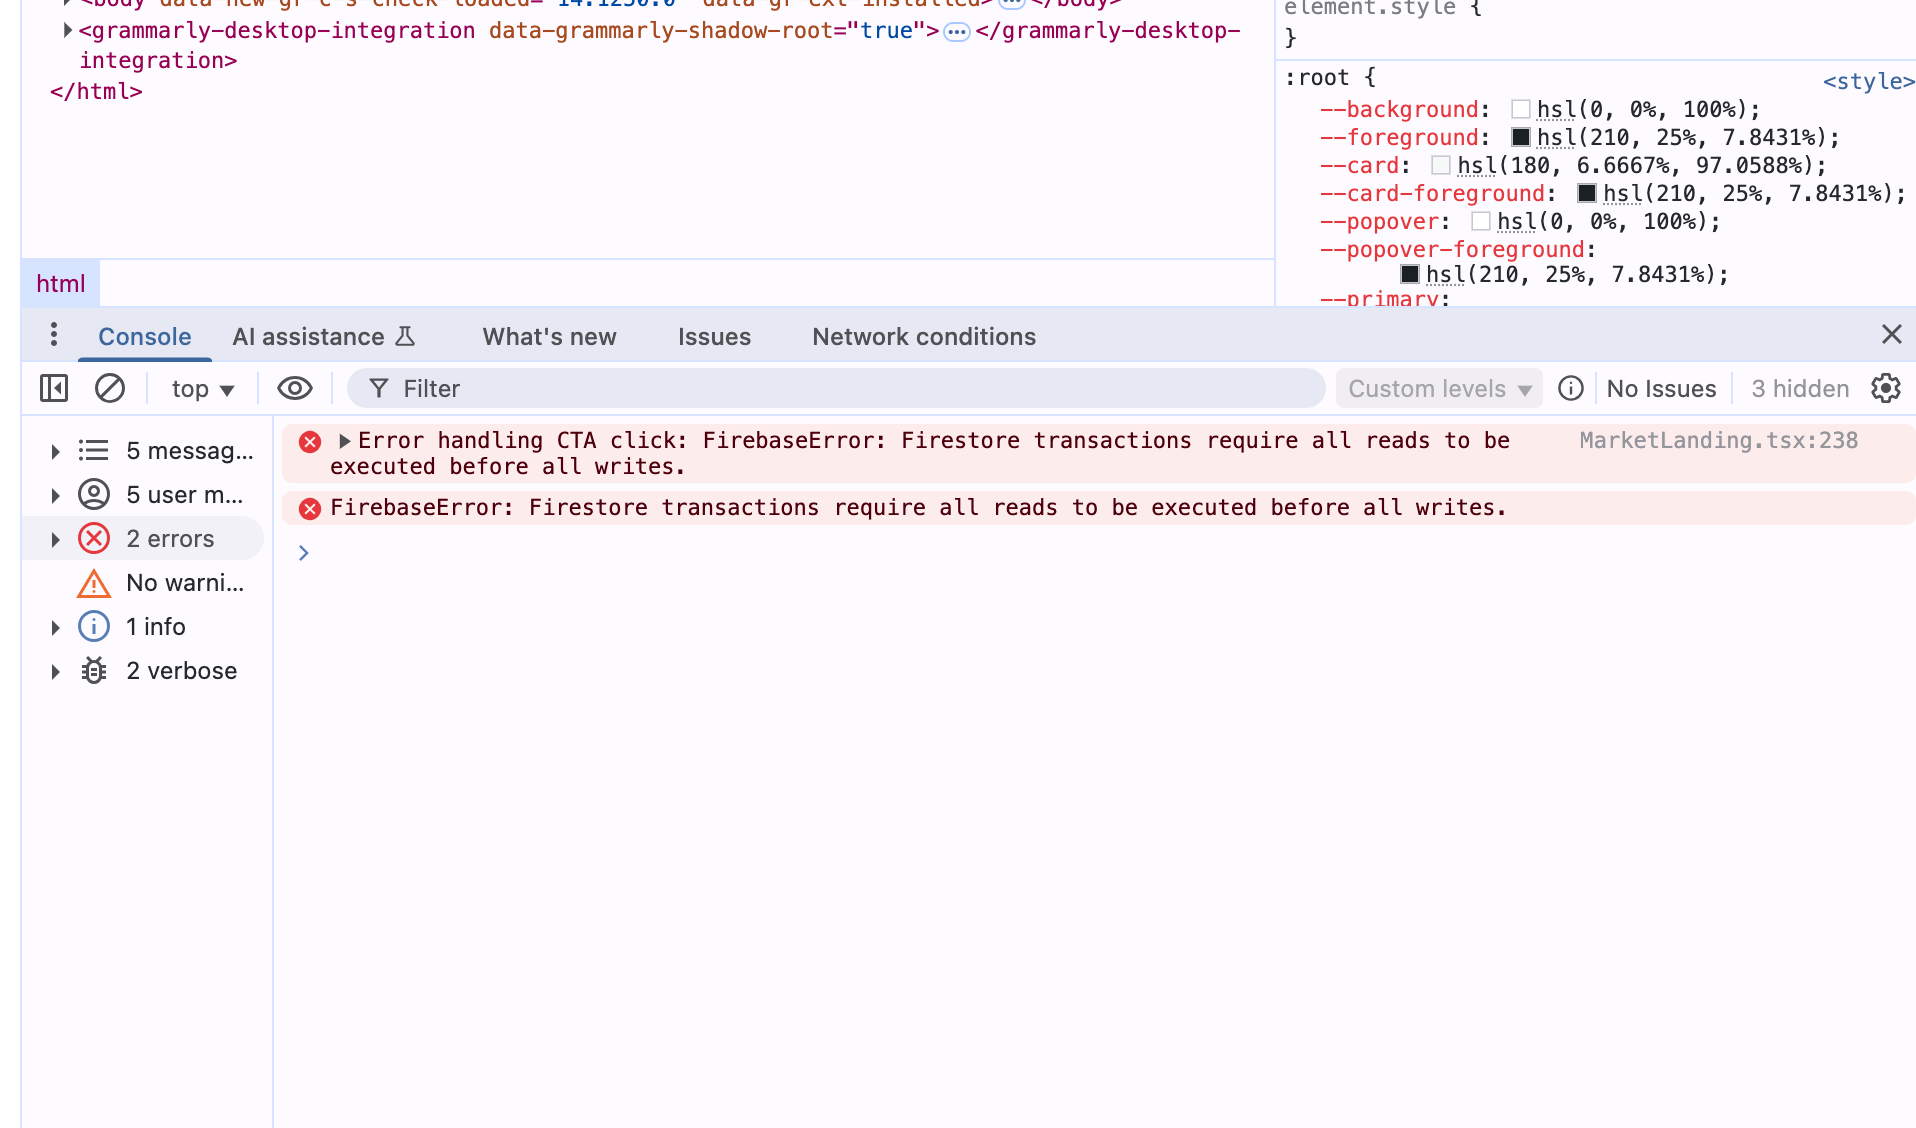 <body data-new-gr-c-s-check-loaded="14.1250.0" data-gr-ext-installed>…</body>
<grammarly-desktop-integration data-grammarly-shadow-root="true">…</grammarly-desktop-
integration>
</html>
html
element.style {
}
:root {
<style>
--background: hsl(0, 0%, 100%);
--foreground: hsl(210, 25%, 7.8431%);
--card: hsl(180, 6.6667%, 97.0588%);
--card-foreground: hsl(210, 25%, 7.8431%);
--popover: hsl(0, 0%, 100%);
--popover-foreground:
hsl(210, 25%, 7.8431%);
--primary:
Console AI assistance What's new Issues Network conditions
top Filter Custom levels No Issues 3 hidden
5 messag...
5 user m...
2 errors
No warni...
1 info
2 verbose
Error handling CTA click: FirebaseError: Firestore transactions require all reads to be MarketLanding.tsx:238
executed before all writes.
FirebaseError: Firestore transactions require all reads to be executed before all writes.